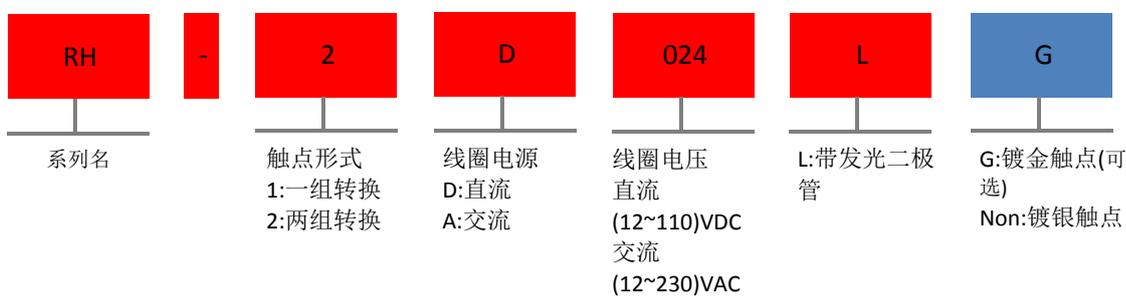 RH - 2 D 024 L G
系列名
触点形式
1:一组转换
2:两组转换
线圈电源
D:直流
A:交流
线圈电压
直流
(12~110)VDC
交流
(12~230)VAC
L:带发光二极
管
G:镀金触点(可
选)
Non:镀银触点